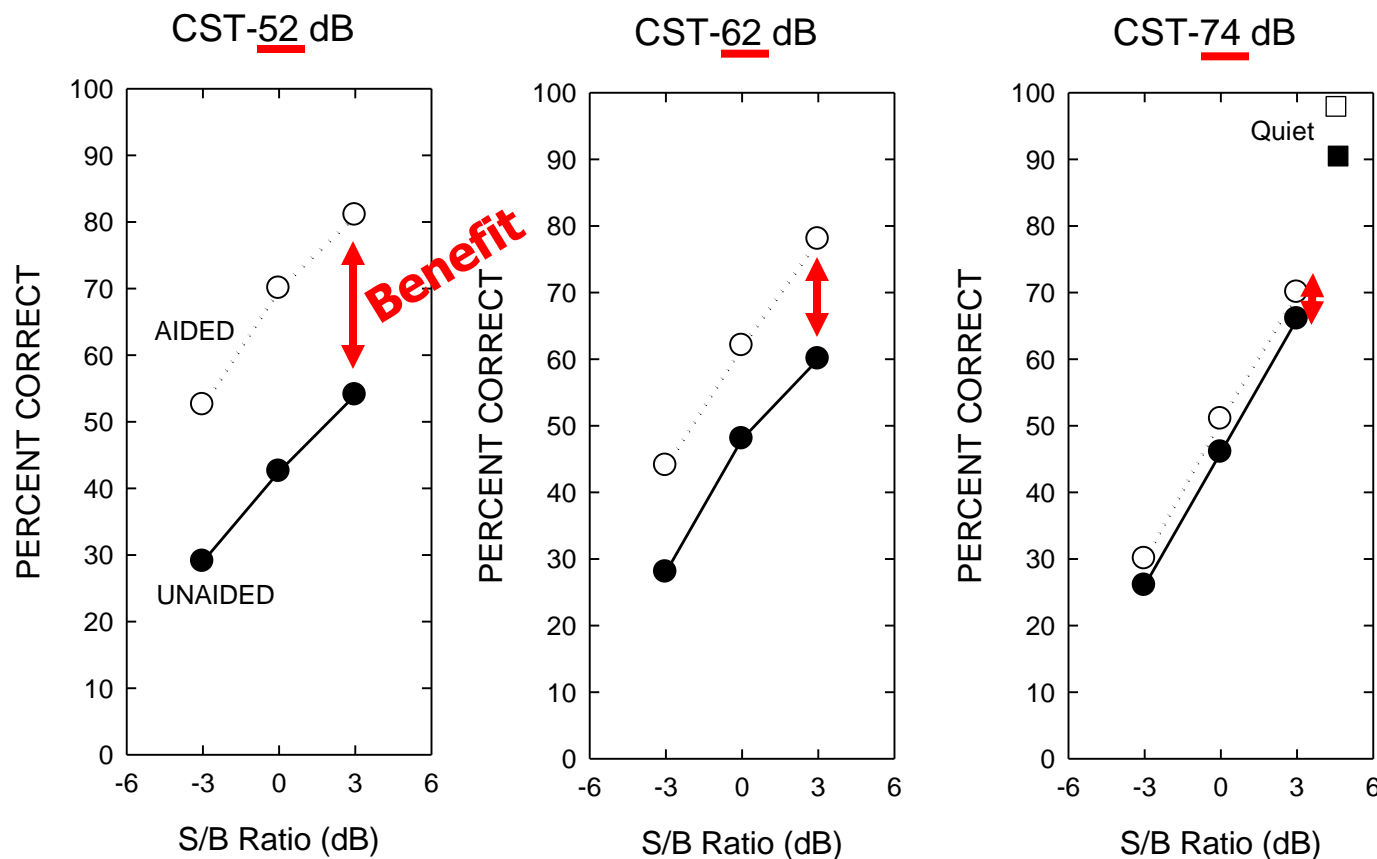 CST-52 dB
CST-62 dB
CST-74 dB
PERCENT CORRECT
100
90
80
70
60
50
40
30
20
10
0
AIDED
UNAIDED
Benefit
-6 -3 0 3 6
S/B Ratio (dB)
PERCENT CORRECT
100
90
80
70
60
50
40
30
20
10
0
-6 -3 0 3 6
S/B Ratio (dB)
PERCENT CORRECT
100
90
80
70
60
50
40
30
20
10
0
Quiet
-6 -3 0 3 6
S/B Ratio (dB)